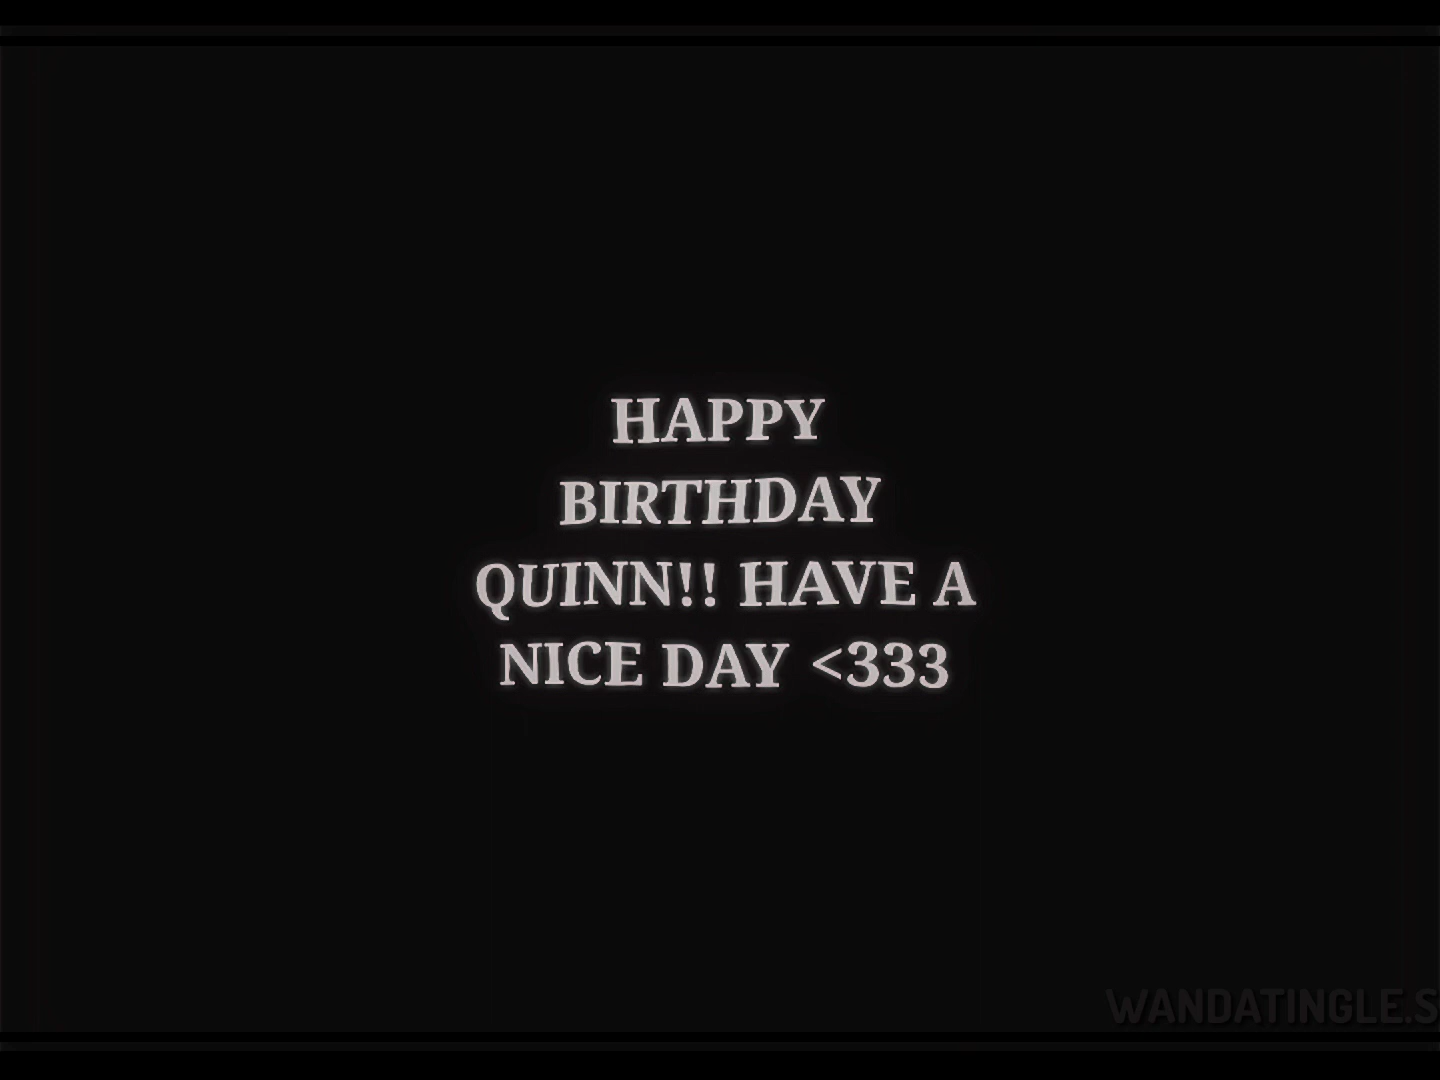 HAPPY
BIRTHDAY
QUINN!! HAVE A
NICE DAY <333
WANDATINGLE.S